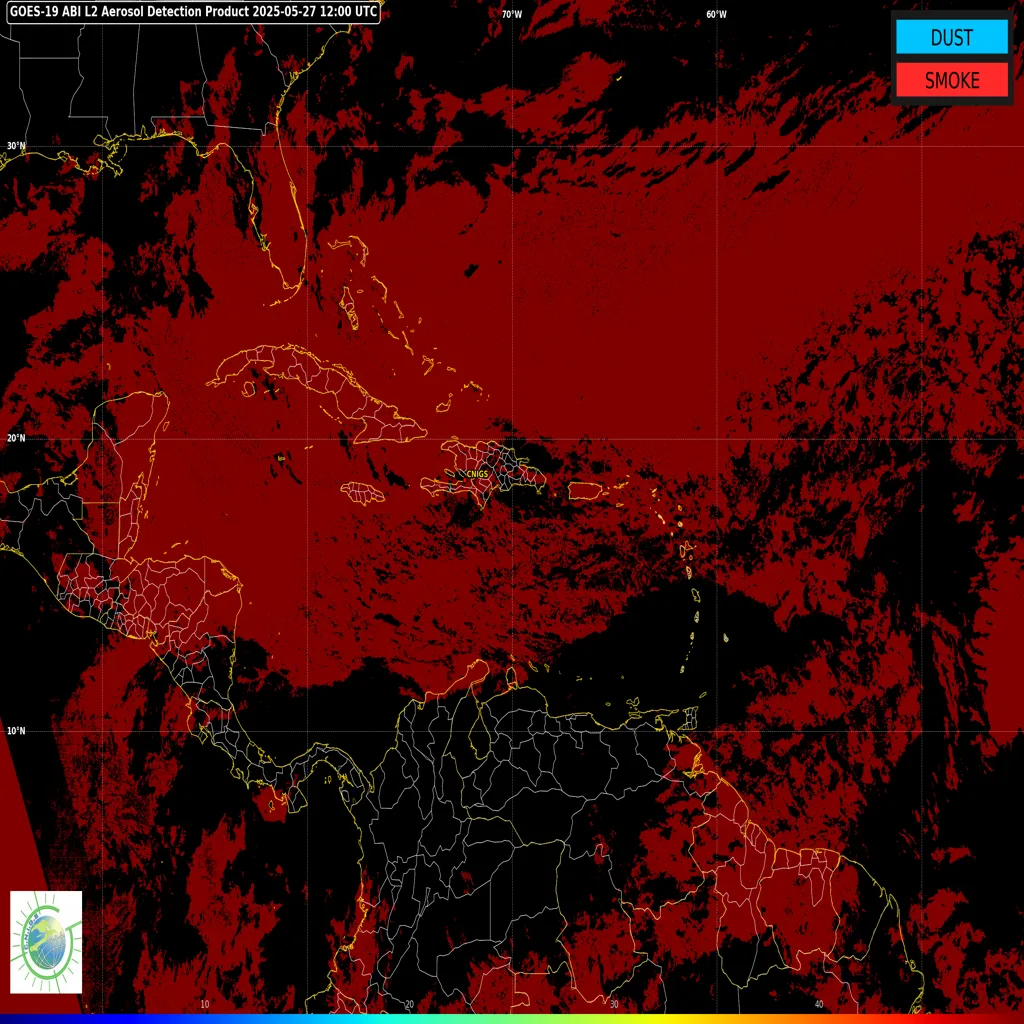 GOES-19 ABI L2 Aerosol Detection Product 2025-05-27 12:00 UTC
70°W
60°W
DUST
SMOKE
30°N
20°N
CNIGS
10°N
10
20
30
40